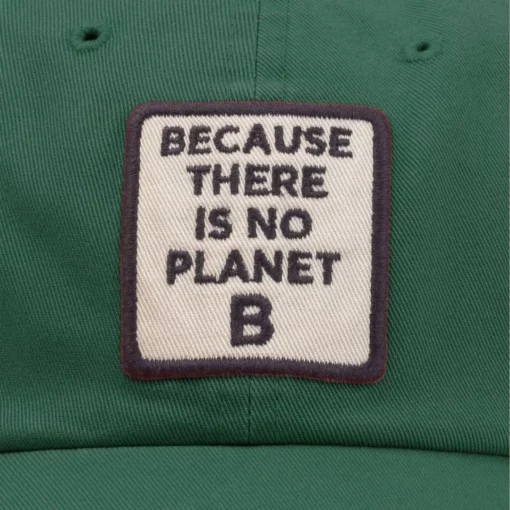 BECAUSE
THERE
IS NO
PLANET
B